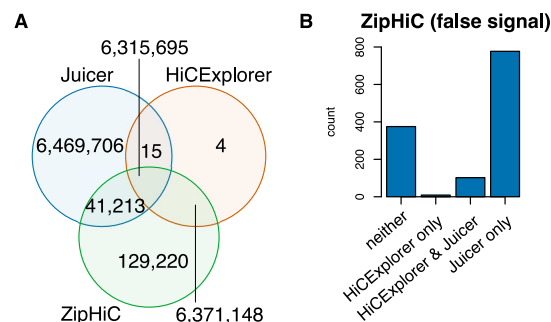 A
6,315,695
Juicer
HiCExplorer
6,469,706
15
4
41,213
129,220
ZipHiC
6,371,148
B
ZipHiC (false signal)
count
800
600
400
200
0
neither
HiCExplorer only
HiCExplorer & Juicer
Juicer only